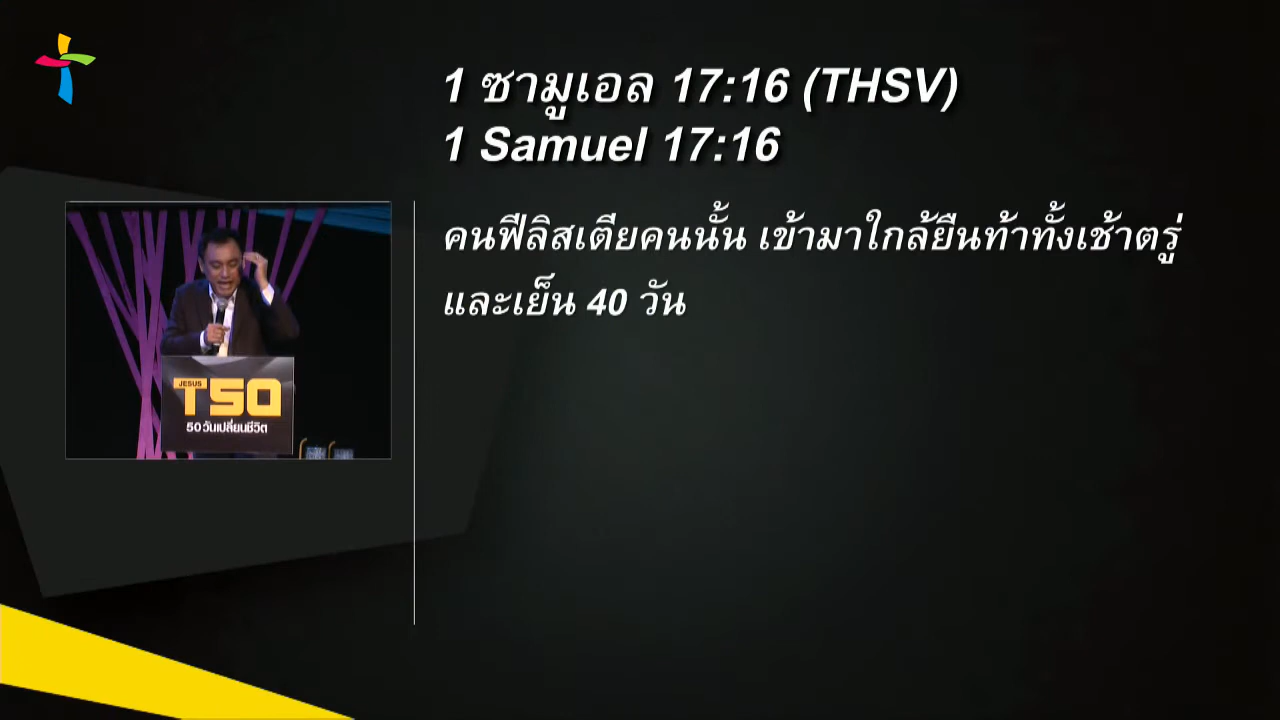 1 ซามูเอล 17:16 (THSV)
1 Samuel 17:16
คนฟีลิสเตียคนนั้น เข้ามาใกล้ยืนท้าทั้งเช้าตรู่
และเย็น 40 วัน
JESUS
T50
50 วันเปลี่ยนชีวิต